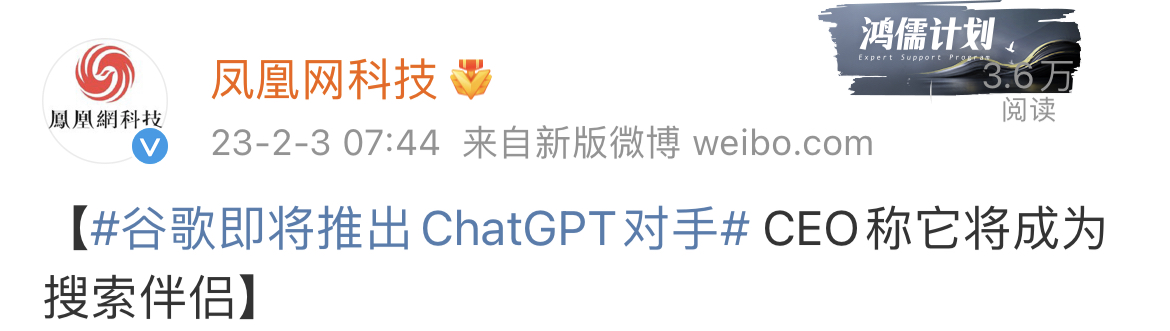 鸿儒计划
Expert Support Program
凤凰网科技
3.6万
阅读
鳳凰網科技
23-2-3 07:44 来自新版微博 weibo.com
【#谷歌即将推出ChatGPT对手# CEO称它将成为
搜索伴侣】